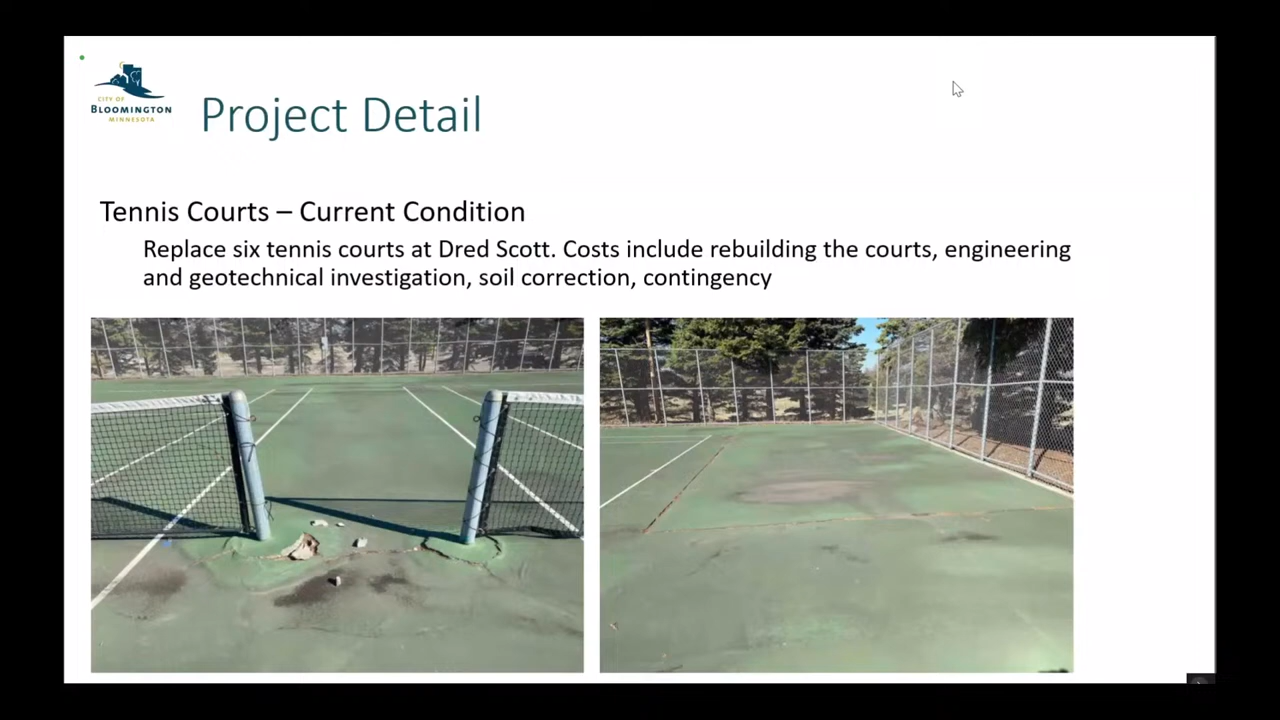 CITY OF
BLOOMINGTON
MINNESOTA
Project Detail
Tennis Courts – Current Condition
Replace six tennis courts at Dred Scott. Costs include rebuilding the courts, engineering
and geotechnical investigation, soil correction, contingency